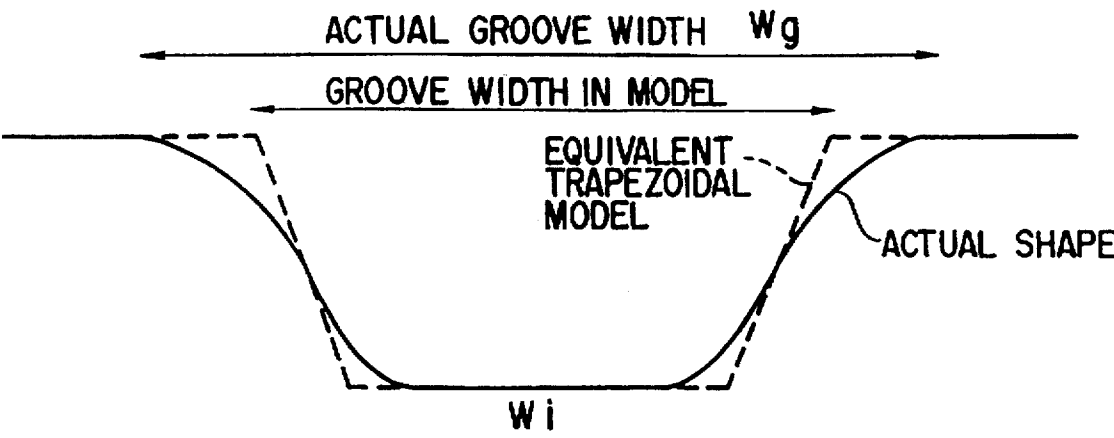 ACTUAL GROOVE WIDTH Wg
GROOVE WIDTH IN MODEL
EQUIVALENT
TRAPEZOIDAL
MODEL
ACTUAL SHAPE
Wi